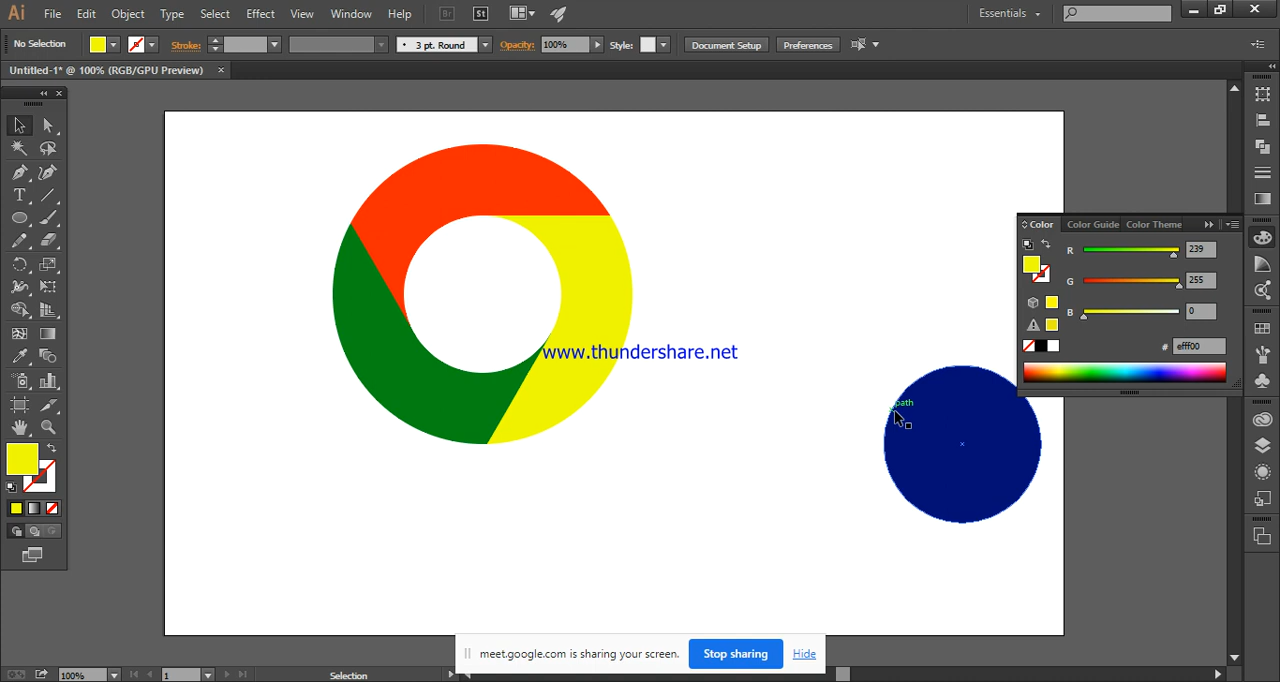 Ai File Edit Object Type Select Effect View Window Help Br St Essentials
No Selection Stroke: 3 pt. Round Opacity: 100% Style: Document Setup Preferences
Untitled-1* @ 100% (RGB/GPU Preview) ×
Color Color Guide Color Theme
R 239
G 255
B 0
# efff00
www.thundershare.net
path
meet.google.com is sharing your screen. Stop sharing Hide
100% 1 Selection